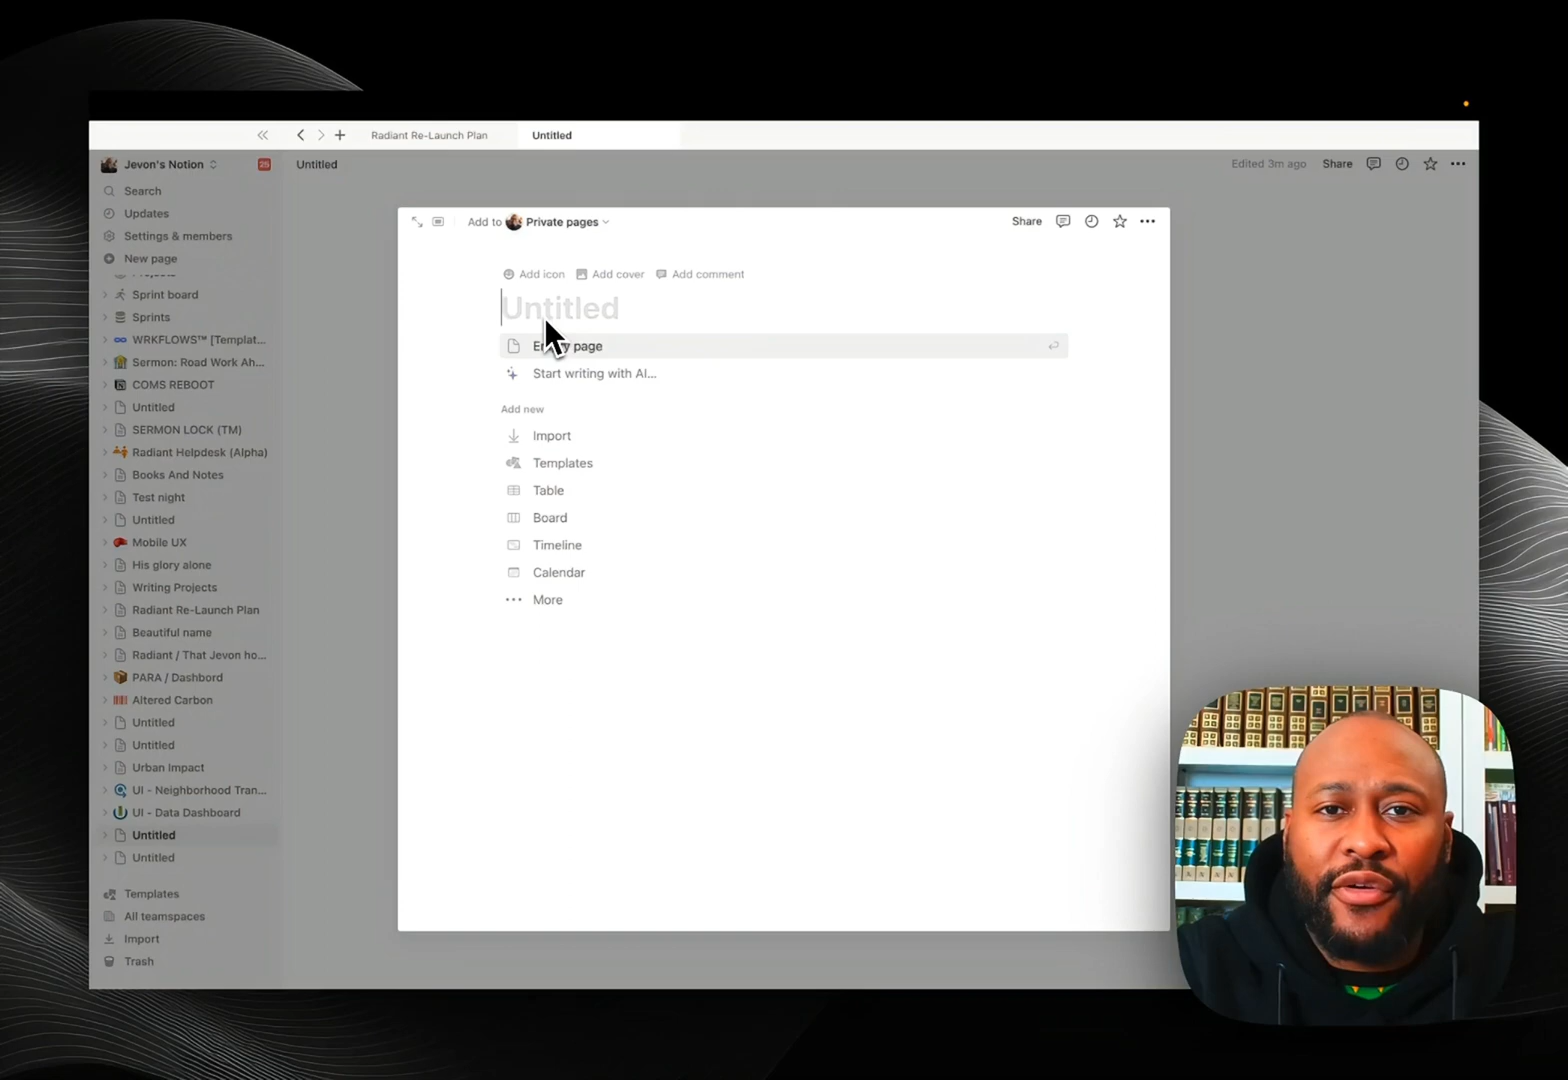 Radiant Re-Launch Plan
Untitled
Jevon's Notion
25
Untitled
Edited 3m ago
Share
Search
Updates
Settings & members
New page
Projects
Sprint board
Sprints
WRKFLOWS™ [Templat...
Sermon: Road Work Ah...
COMS REBOOT
Untitled
SERMON LOCK (TM)
Radiant Helpdesk (Alpha)
Books And Notes
Test night
Untitled
Mobile UX
His glory alone
Writing Projects
Radiant Re-Launch Plan
Beautiful name
Radiant / That Jevon ho...
PARA / Dashbord
Altered Carbon
Untitled
Untitled
Urban Impact
UI - Neighborhood Tran...
UI - Data Dashboard
Untitled
Untitled
Templates
All teamspaces
Import
Trash
Add to Private pages
Share
Add icon
Add cover
Add comment
Untitled
page
Start writing with AI...
Add new
Import
Templates
Table
Board
Timeline
Calendar
More